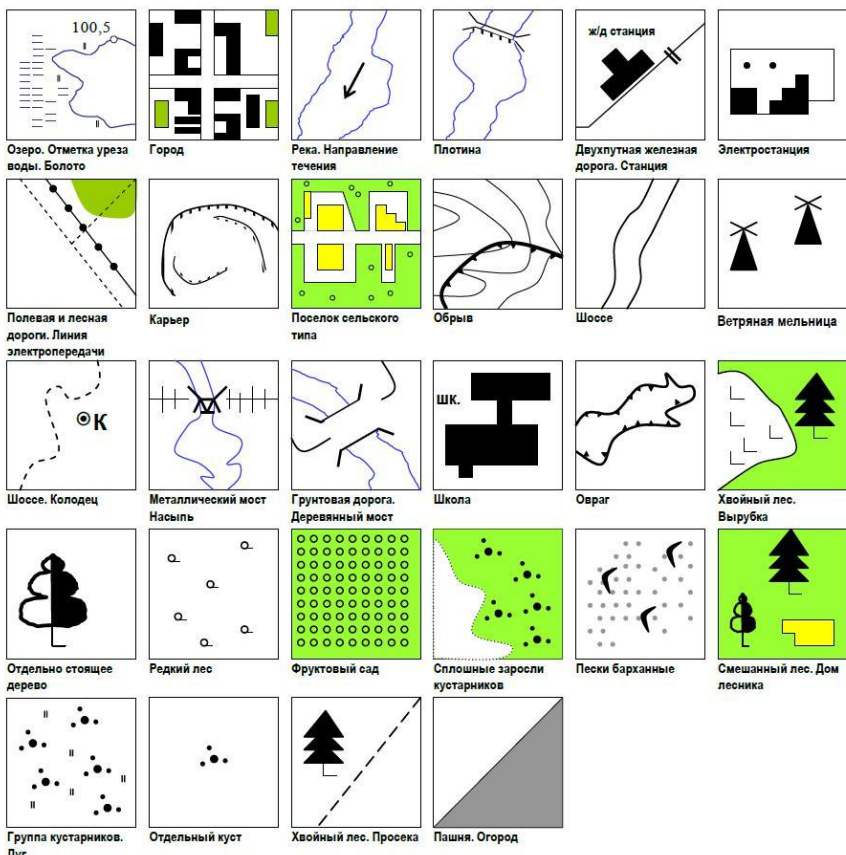 100,5
Озеро. Отметка уреза
воды. Болото
Город
Река. Направление
течения
Плотина
ж/д станция
Двухпутная железная
дорога. Станция
Электростанция
Полевая и лесная
дороги. Линия
электропередачи
Карьер
Поселок сельского
типа
Обрыв
Шоссе
Ветряная мельница
К
Шоссе. Колодец
Металлический мост
Насыпь
Грунтовая дорога.
Деревянный мост
шк.
Школа
Овраг
Хвойный лес.
Вырубка
Отдельно стоящее
дерево
Редкий лес
Фруктовый сад
Сплошные заросли
кустарников
Пески барханные
Смешанный лес. Дом
лесника
Группа кустарников.
Луг
Отдельный куст
Хвойный лес. Просека
Пашня. Огород